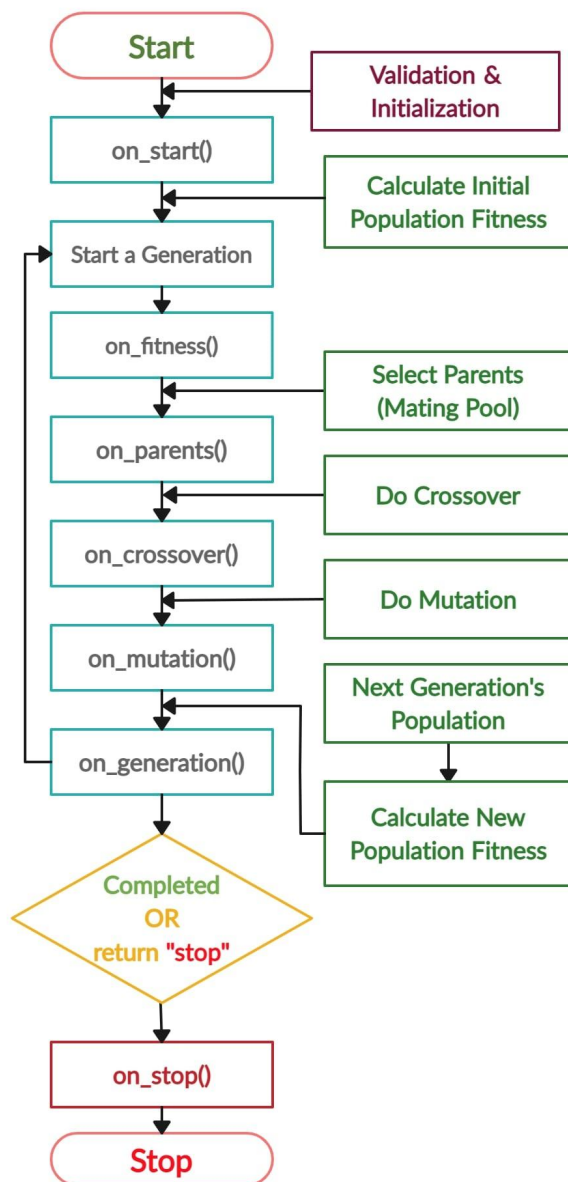 Start
Validation &
Initialization
on_start()
Calculate Initial
Population Fitness
Start a Generation
on_fitness()
Select Parents
(Mating Pool)
on_parents()
Do Crossover
on_crossover()
Do Mutation
on_mutation()
Next Generation's
Population
on_generation()
Calculate New
Population Fitness
Completed
OR
return "stop"
on_stop()
Stop